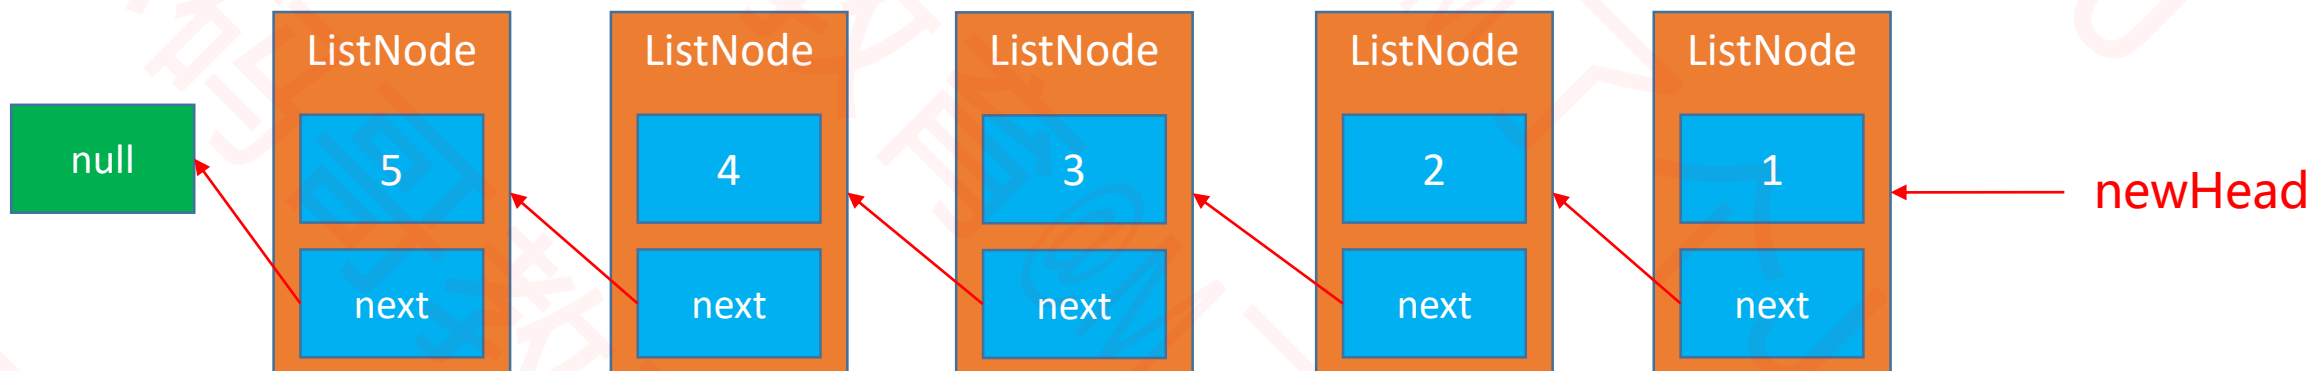 ListNode ListNode ListNode ListNode ListNode
null 5 4 3 2 1 newHead
next next next next next